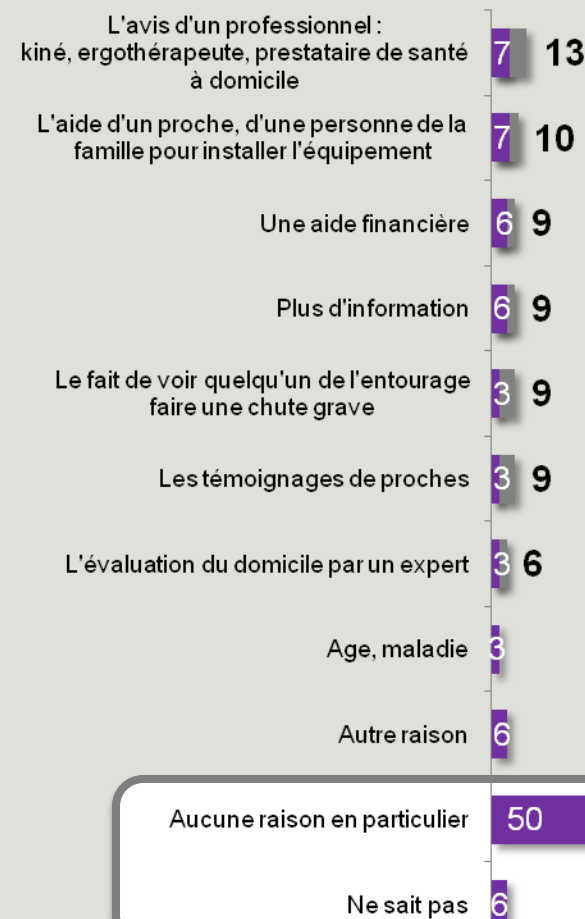 L'avis d'un professionnel :
kiné, ergothérapeute, prestataire de santé
à domicile
7 13
L'aide d'un proche, d'une personne de la
famille pour installer l'équipement
7 10
Une aide financière 6 9
Plus d'information 6 9
Le fait de voir quelqu'un de l'entourage
faire une chute grave
3 9
Les témoignages de proches 3 9
L'évaluation du domicile par un expert 3 6
Age, maladie 3
Autre raison 6
Aucune raison en particulier 50
Ne sait pas 6